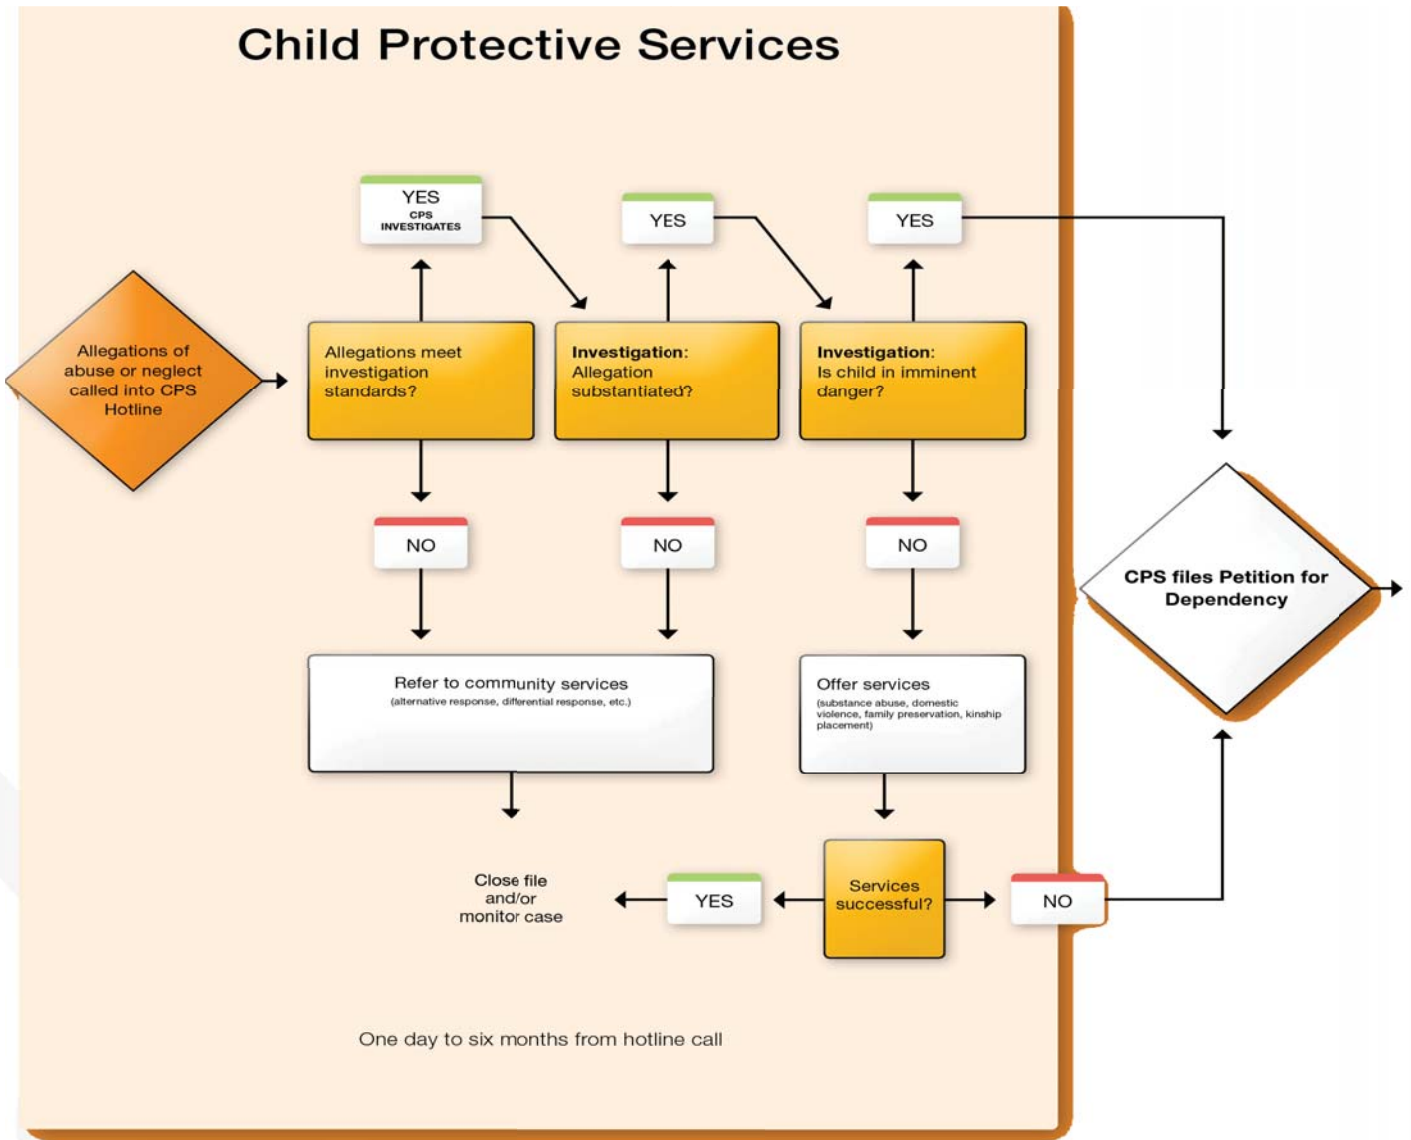 Child Protective Services
YES
CPS
INVESTIGATES
YES
YES
Allegations of
abuse or neglect
called into CPS
Hotline
Allegations meet
investigation
standards?
Investigation:
Allegation
substantiated?
Investigation:
Is child in imminent
danger?
NO
NO
NO
CPS files Petition for
Dependency
Refer to community services
(alternative response, differential response, etc.)
Offer services
(substance abuse, domestic
violence, family preservation, kinship
placement)
Close file
and/or
monitor case
YES
Services
successful?
NO
One day to six months from hotline call